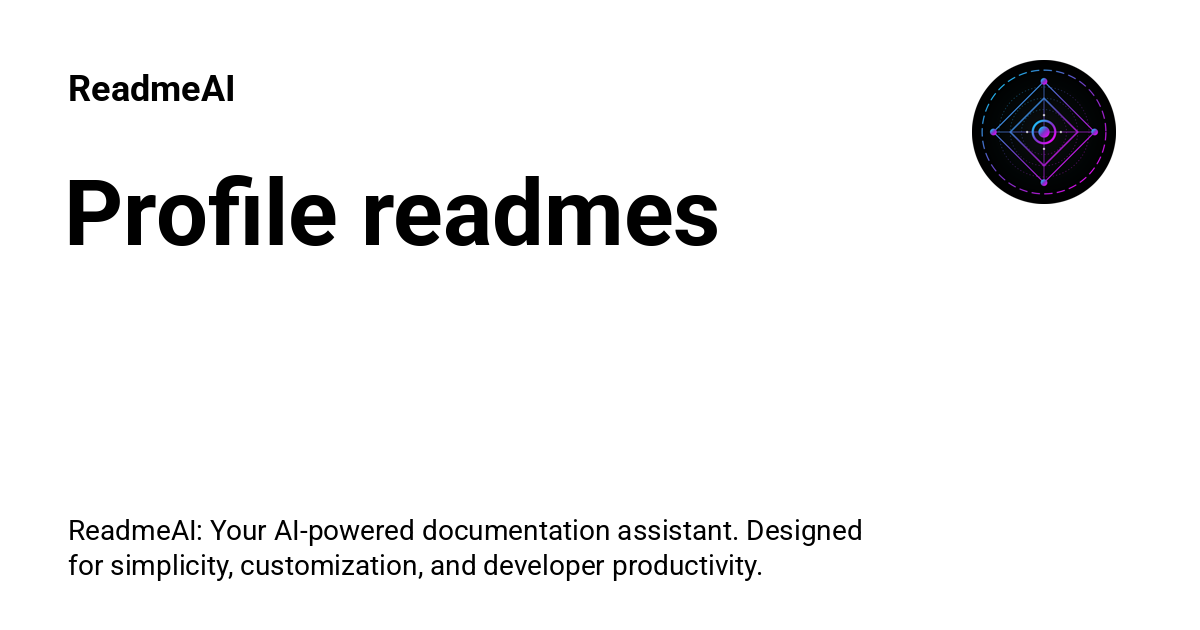 ReadmeAI
Profile readmes
ReadmeAI: Your AI-powered documentation assistant. Designed
for simplicity, customization, and developer productivity.